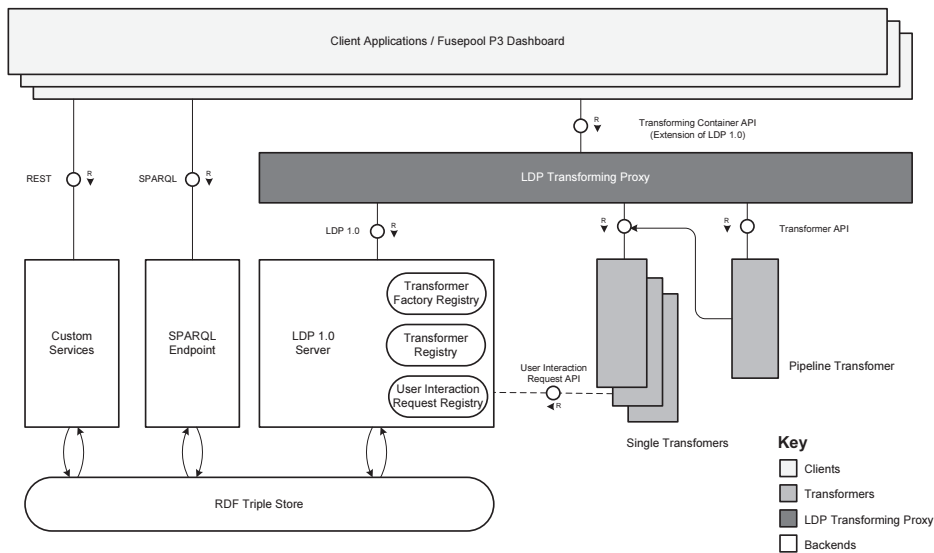 Client Applications / Fusepool P3 Dashboard
R
Transforming Container API
(Extension of LDP 1.0)
REST
R
SPARQL
R
LDP Transforming Proxy
LDP 1.0
R
R
R
Transformer API
Custom
Services
SPARQL
Endpoint
LDP 1.0
Server
Transformer
Factory Registry
Transformer
Registry
User Interaction
Request Registry
User Interaction
Request API
R
Pipeline Transfomer
Single Transfomers
RDF Triple Store
Key
Clients
Transformers
LDP Transforming Proxy
Backends